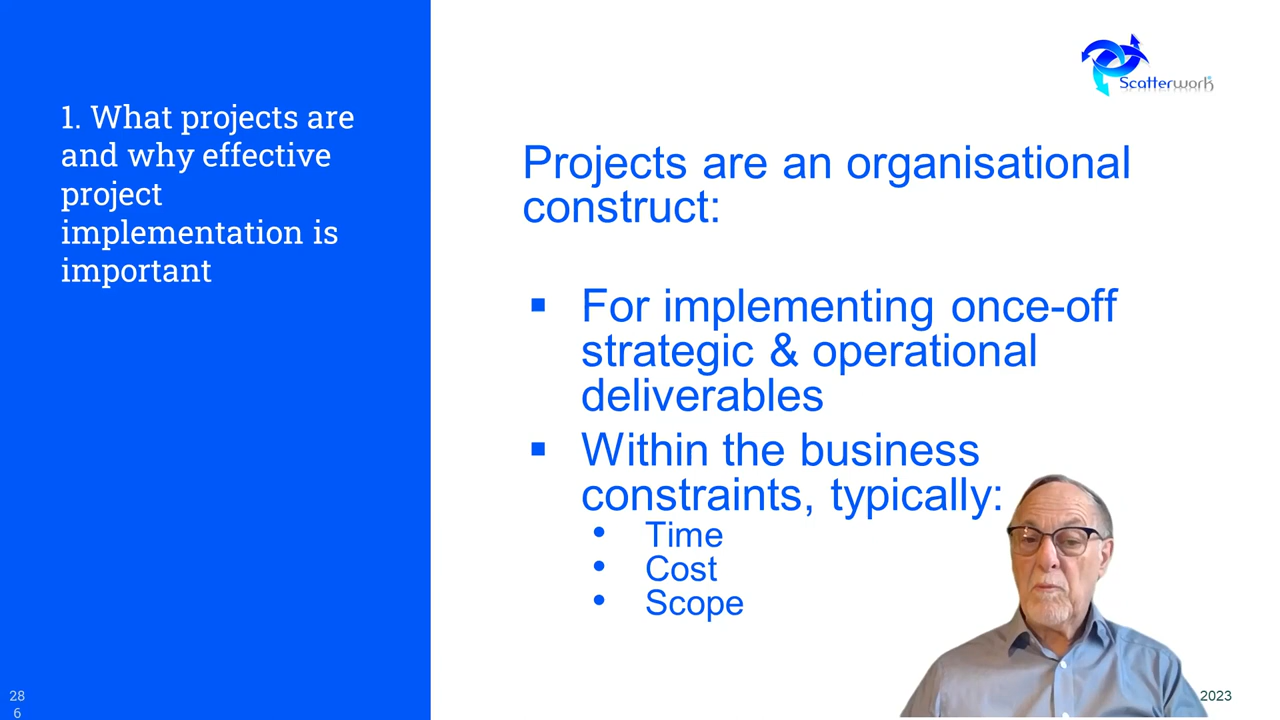 1. What projects are
and why effective
project
implementation is
important
Scatterwork
Projects are an organisational
construct:
▪ For implementing once-off
strategic & operational
deliverables
▪ Within the business
constraints, typically:
• Time
• Cost
• Scope
28
6
2023